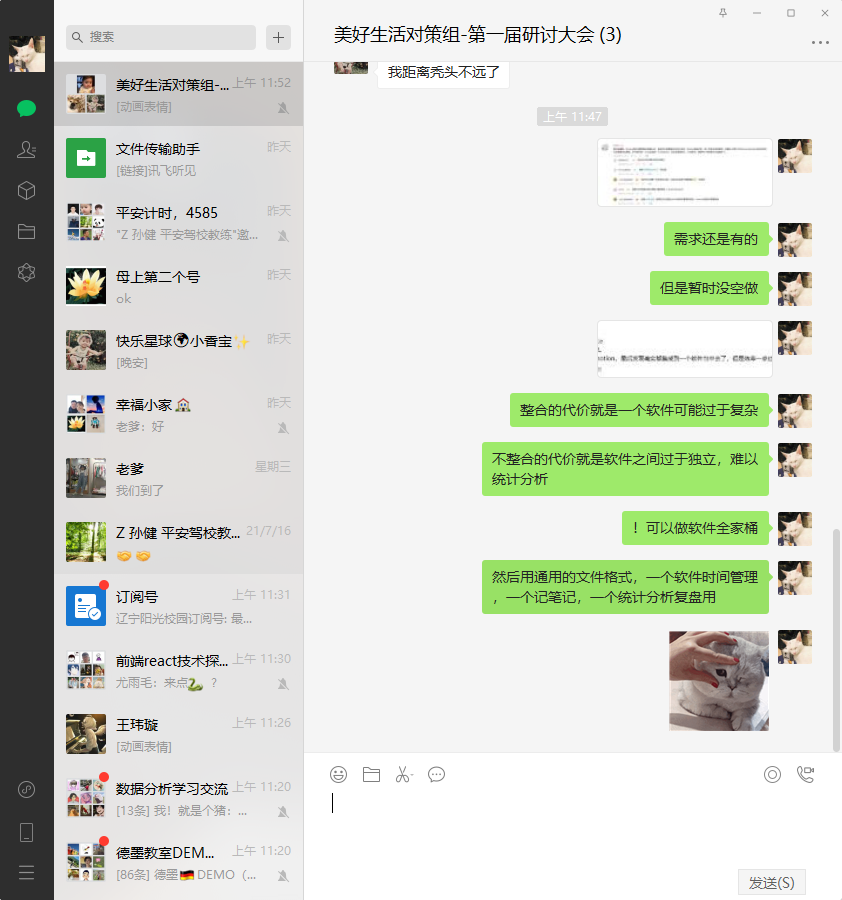 搜索
美好生活对策组-...
上午 11:52
[动画表情]
文件传输助手
昨天
[链接]讯飞听见
平安计时，4585
昨天
"Z 孙健 平安驾校教练"邀...
母上第二个号
昨天
ok
快乐星球🌍小香宝✨
昨天
[晚安]
幸福小家🏠
昨天
老爹：好
老爹
星期三
我们到了
Z 孙健 平安驾校教...
21/7/16
🤝🤝
订阅号
上午 11:31
辽宁阳光校园订阅号: 最...
前端react技术探...
上午 11:30
尤雨毛：来点🐍 ？
王玮璇
上午 11:26
[动画表情]
数据分析学习交流
上午 11:20
[13条] 我！就是个猪：...
德墨教室DEM...
上午 11:20
[86条] 德墨🇩🇪DEMO（...
美好生活对策组-第一届研讨大会 (3)
我距离秃头不远了
上午 11:47
需求还是有的
但是暂时没空做
整合的代价就是一个软件可能过于复杂
不整合的代价就是软件之间过于独立，难以
统计分析
！可以做软件全家桶
然后用通用的文件格式，一个软件时间管理
，一个记笔记，一个统计分析复盘用
发送(S)